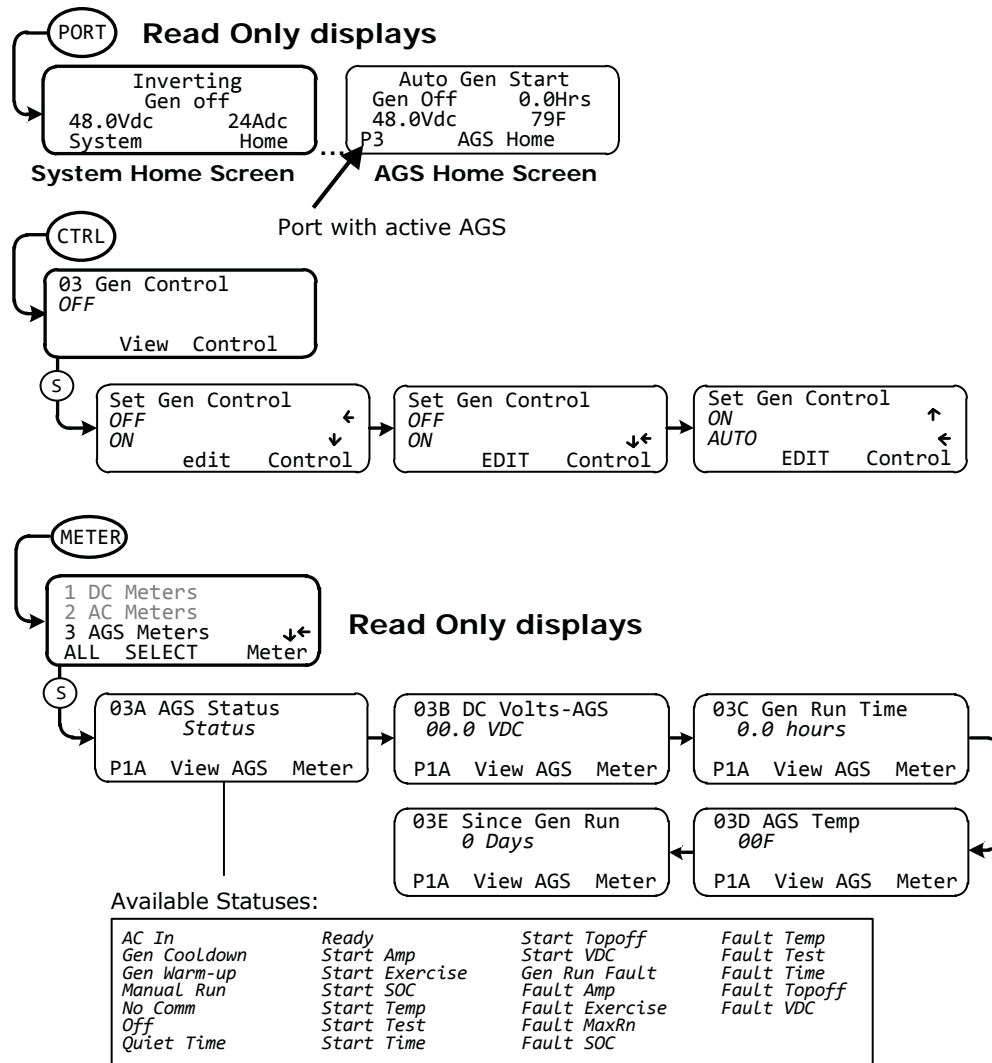 PORT
Read Only displays
Inverting
Gen off
48.0Vdc 24Adc
System Home
...
Auto Gen Start
Gen Off 0.0Hrs
48.0Vdc 79F
P3 AGS Home
System Home Screen
AGS Home Screen
Port with active AGS
CTRL
03 Gen Control
OFF
View Control
S
Set Gen Control
OFF ←
ON ↓
edit Control
Set Gen Control
OFF
ON ↓←
EDIT Control
Set Gen Control
ON ↑
AUTO ←
EDIT Control
METER
1 DC Meters
2 AC Meters
3 AGS Meters ↓←
ALL SELECT Meter
Read Only displays
S
03A AGS Status
Status
P1A View AGS Meter
03B DC Volts-AGS
00.0 VDC
P1A View AGS Meter
03C Gen Run Time
0.0 hours
P1A View AGS Meter
03E Since Gen Run
0 Days
P1A View AGS Meter
03D AGS Temp
00F
P1A View AGS Meter
Available Statuses:
AC In
Gen Cooldown
Gen Warm-up
Manual Run
No Comm
Off
Quiet Time
Ready
Start Amp
Start Exercise
Start SOC
Start Temp
Start Test
Start Time
Start Topoff
Start VDC
Gen Run Fault
Fault Amp
Fault Exercise
Fault MaxRn
Fault SOC
Fault Temp
Fault Test
Fault Time
Fault Topoff
Fault VDC